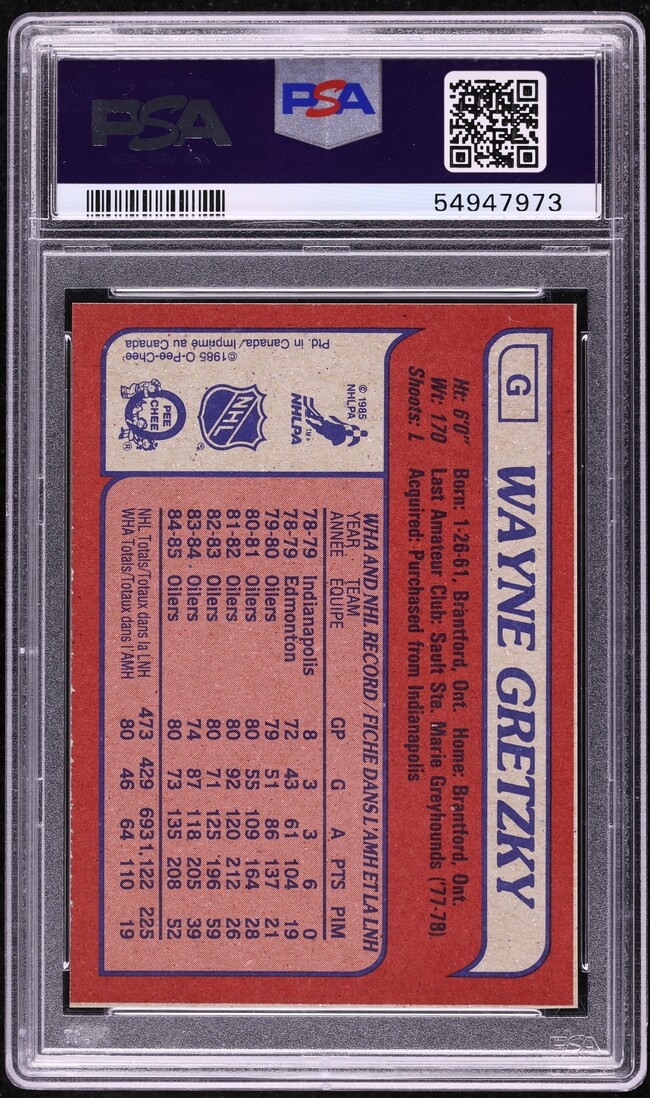 PSA
PSA
54947973
G
WAYNE GRETZKY
Ht: 6'0" Born: 1-26-61, Brantford, Ont. Home: Brantford, Ont.
Wt: 170 Last Amateur Club: Sault Ste. Marie Greyhounds ('77-78)
Shoots: L Acquired: Purchased from Indianapolis
© 1985
NHLPA
NHLPA TM
NHL ®
O
PEE
CHEE ®
©1985 O-Pee-Chee
Ptd. in Canada/Imprimé au Canada
WHA AND NHL RECORD/FICHE DANS L'AMH ET LA LNH
YEAR TEAM
ANNÉE ÉQUIPE GP G A PTS PIM
78-79 Indianapolis 8 3 3 6 0
78-79 Edmonton 72 43 61 104 19
79-80 Oilers 79 51 86 137 21
80-81 Oilers 80 55 109 164 28
81-82 Oilers 80 92 120 212 26
82-83 Oilers 80 71 125 196 59
83-84 Oilers 74 87 118 205 39
84-85 Oilers 80 73 135 208 52
NHL Totals/Totaux dans la LNH 473 429 693 1,122 225
WHA Totals/Totaux dans l'AMH 80 46 64 110 19
PSA